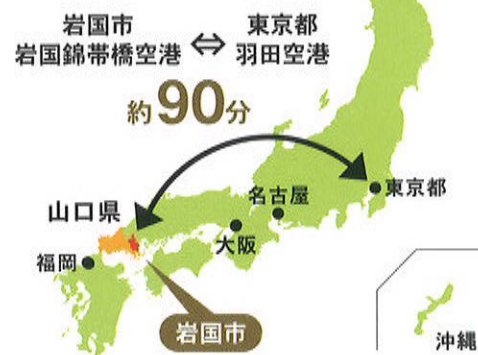 岩国市 ⇔ 東京都
岩国錦帯橋空港 羽田空港
約90分
東京都
名古屋
山口県
大阪
福岡
岩国市
沖縄